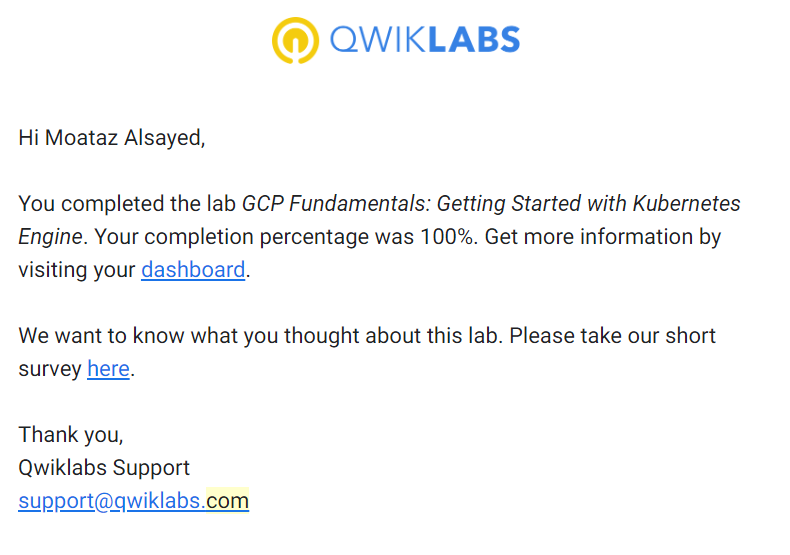 QWIKLABS
Hi Moataz Alsayed,
You completed the lab GCP Fundamentals: Getting Started with Kubernetes
Engine. Your completion percentage was 100%. Get more information by
visiting your dashboard.
We want to know what you thought about this lab. Please take our short
survey here.
Thank you,
Qwiklabs Support
support@qwiklabs.com